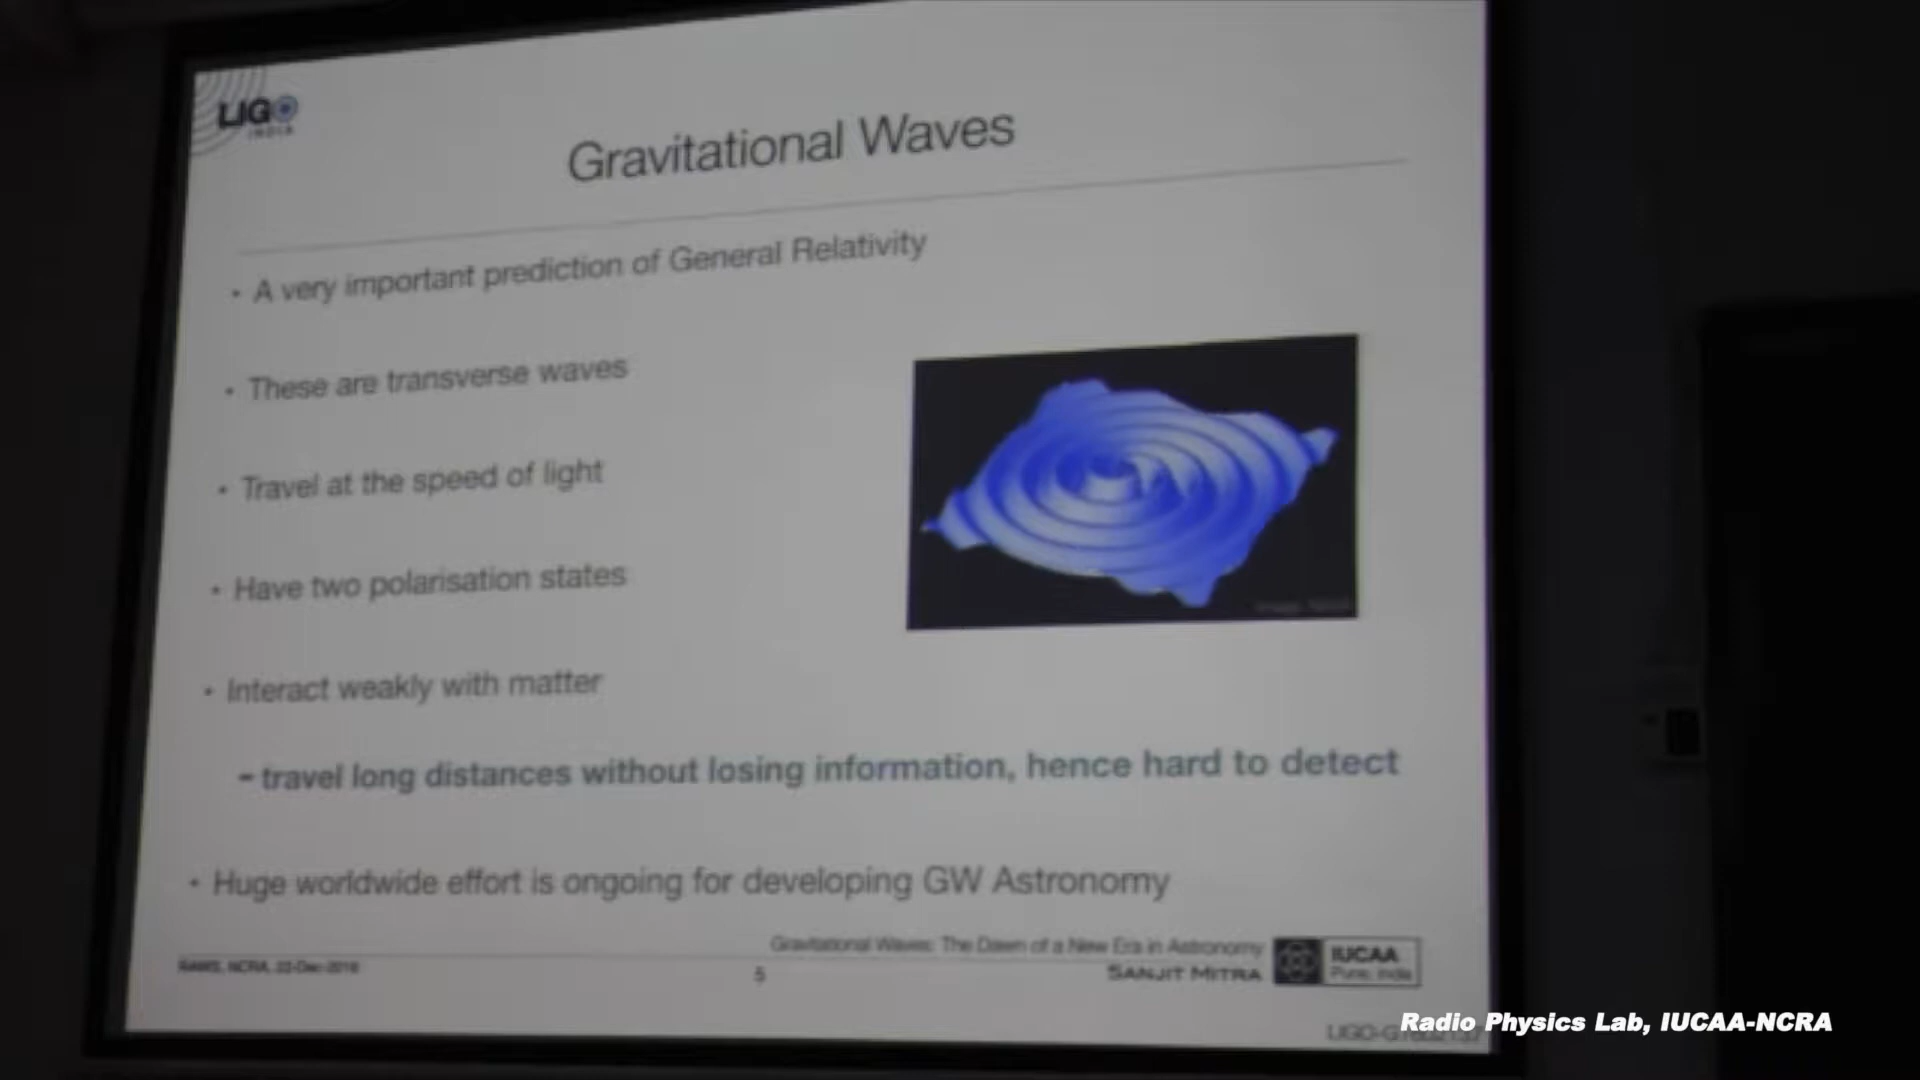 LIGO
INDIA
Gravitational Waves
• A very important prediction of General Relativity
• These are transverse waves
• Travel at the speed of light
• Have two polarisation states
• Interact weakly with matter
- travel long distances without losing information, hence hard to detect
• Huge worldwide effort is ongoing for developing GW Astronomy
Gravitational Waves: The Dawn of a New Era in Astronomy
5
SANJIT MITRA
IUCAA
Pune, India
Radio Physics Lab, IUCAA-NCRA